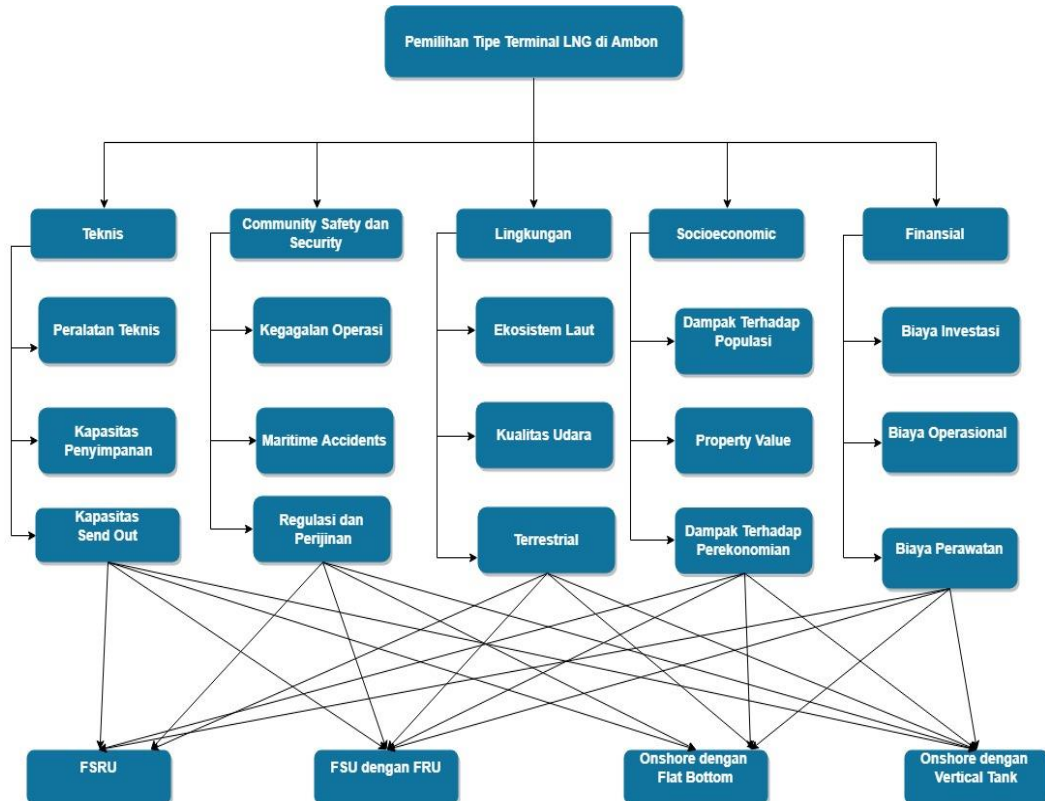 Pemilihan Tipe Terminal LNG di Ambon
Teknis
Community Safety dan
Security
Lingkungan
Socioeconomic
Finansial
Peralatan Teknis
Kegagalan Operasi
Ekosistem Laut
Dampak Terhadap
Populasi
Biaya Investasi
Kapasitas
Penyimpanan
Maritime Accidents
Kualitas Udara
Property Value
Biaya Operasional
Kapasitas
Send Out
Regulasi dan
Perijinan
Terrestrial
Dampak Terhadap
Perekonomian
Biaya Perawatan
FSRU
FSU dengan FRU
Onshore dengan
Flat Bottom
Onshore dengan
Vertical Tank